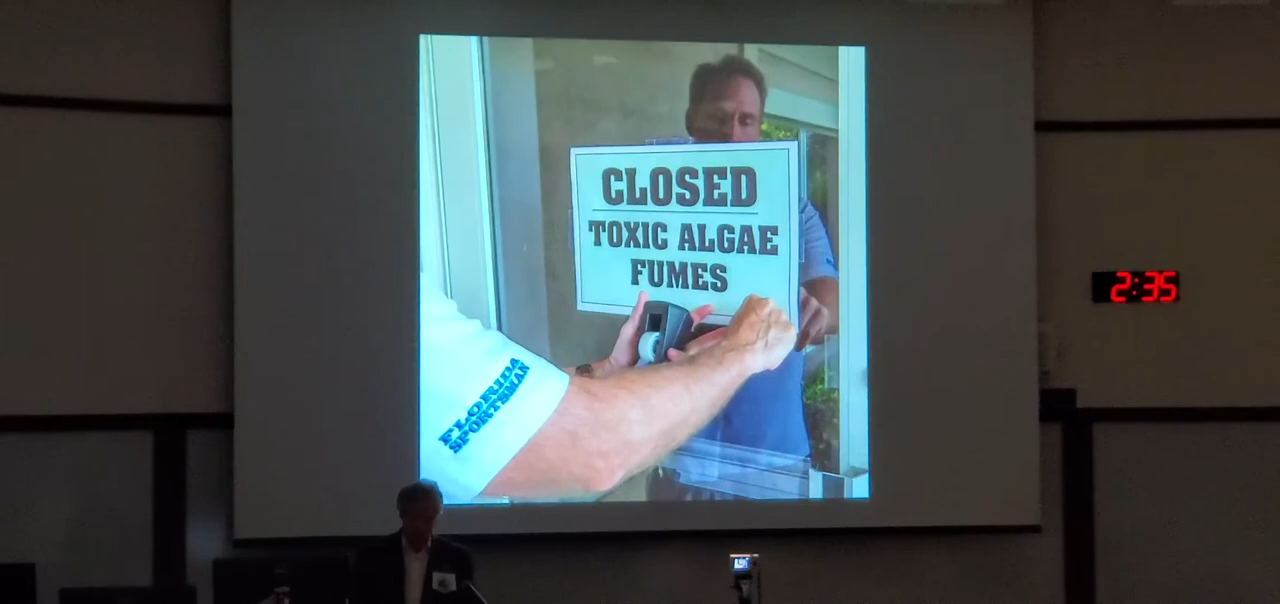 CLOSED
TOXIC ALGAE
FUMES
FLORIDA
SPORTSMAN
2:35